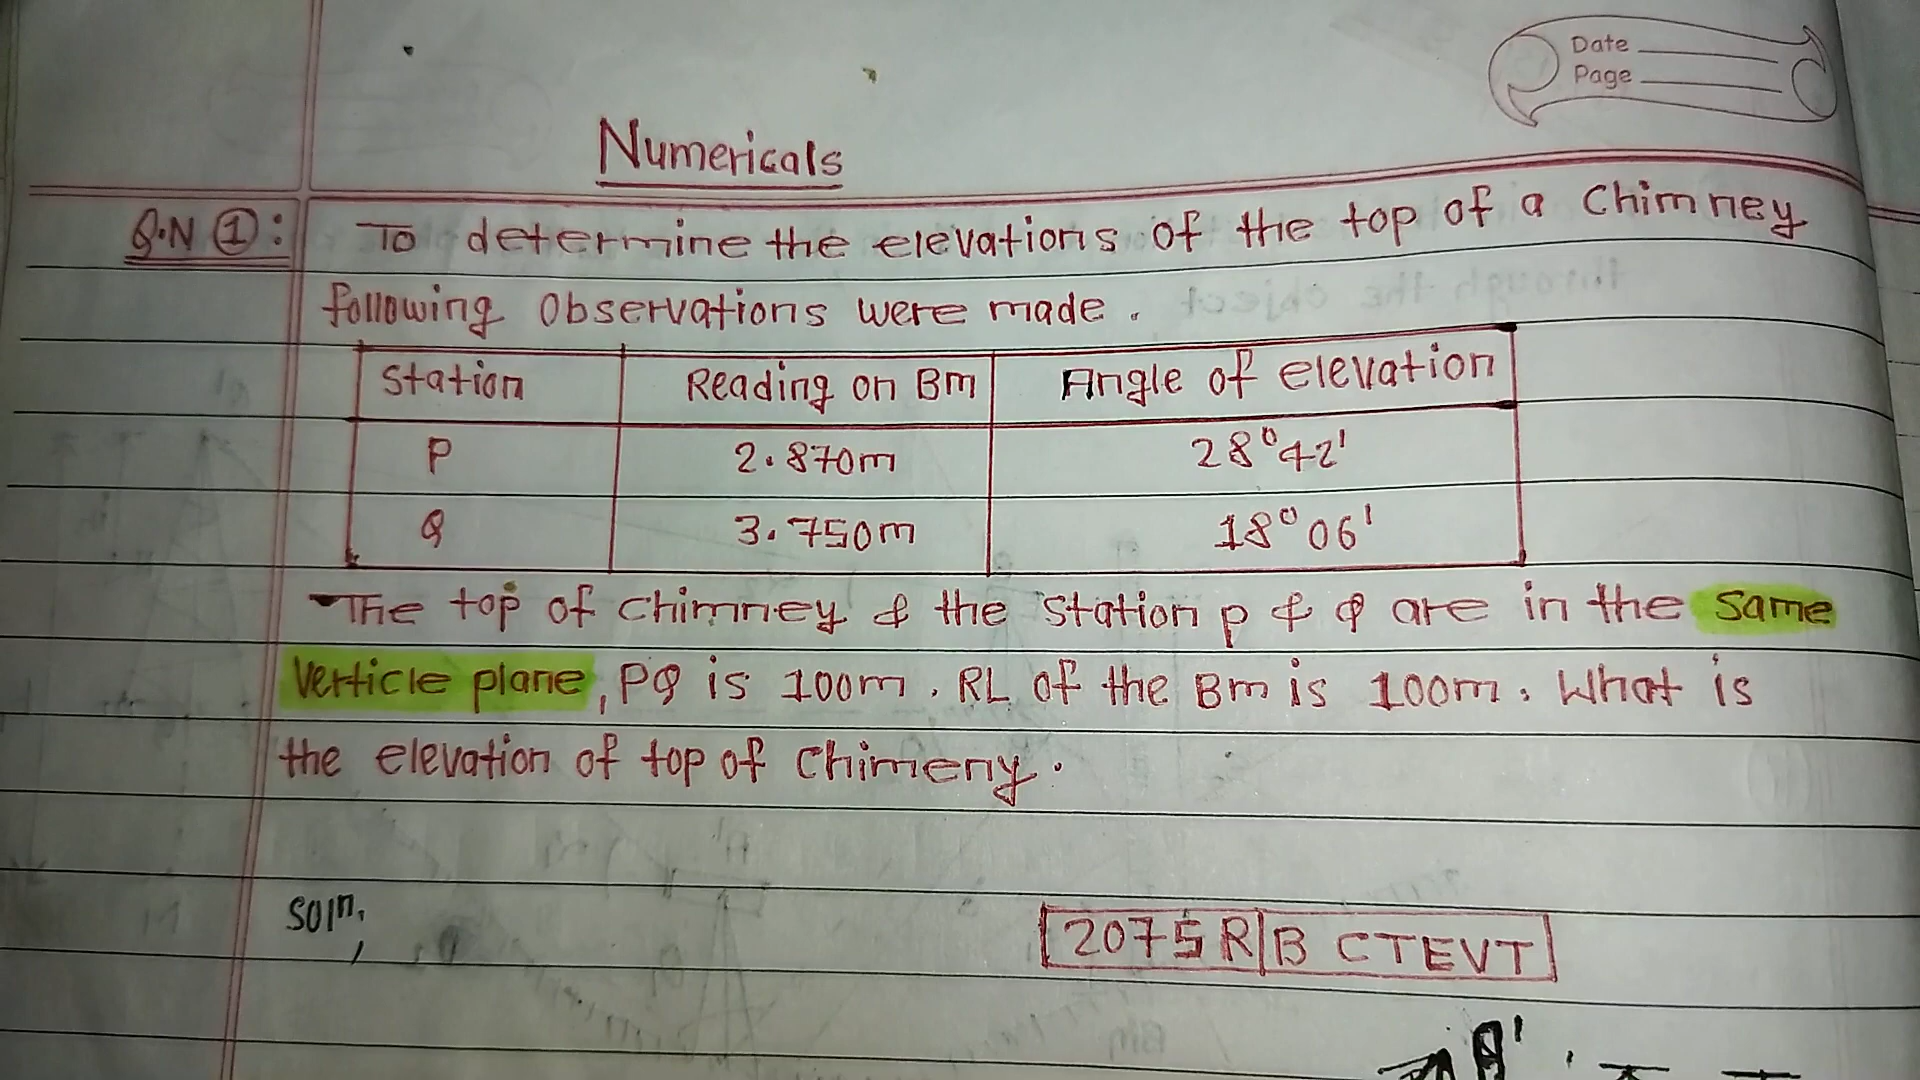 Date
Page
Numericals
Q.N ①: To determine the elevations of the top of a Chimney
following observations were made.
Station Reading on Bm Angle of elevation
P 2.870m 28°42'
Q 3.750m 18°06'
The top of chimney & the station P & Q are in the same
verticle plane, PQ is 100m. RL of the Bm is 100m. What is
the elevation of top of chimeny.
Soln,
2075 R/B CTEVT